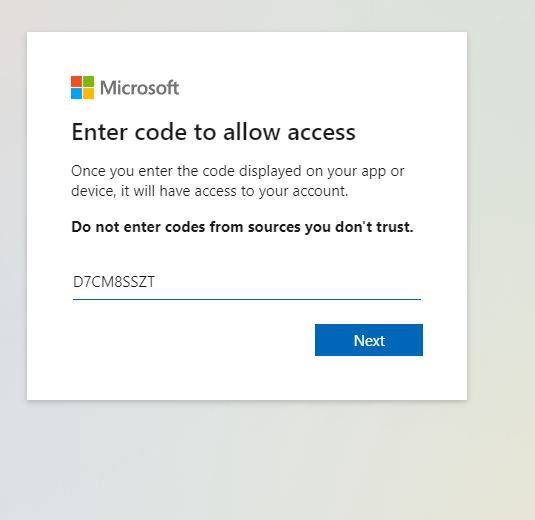 Microsoft
Enter code to allow access
Once you enter the code displayed on your app or
device, it will have access to your account.
Do not enter codes from sources you don't trust.
D7CM8SSZT
Next